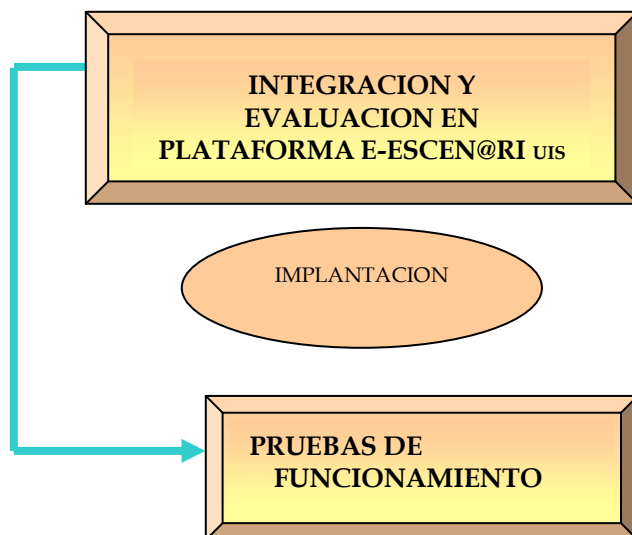 INTEGRACION Y
EVALUACION EN
PLATAFORMA E-ESCEN@RI UIS
IMPLANTACION
PRUEBAS DE
FUNCIONAMIENTO